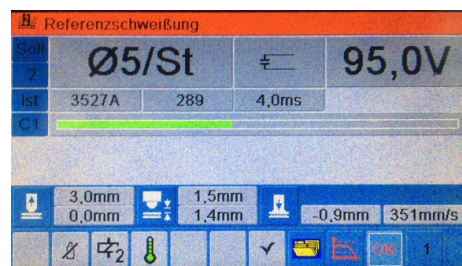 Referenzschweißung
Soll
2
Ø5/St
95,0V
Ist
3527A
289
4,0ms
C1
3,0mm
0,0mm
1,5mm
1,4mm
-0,9mm
351mm/s
2
OK
1